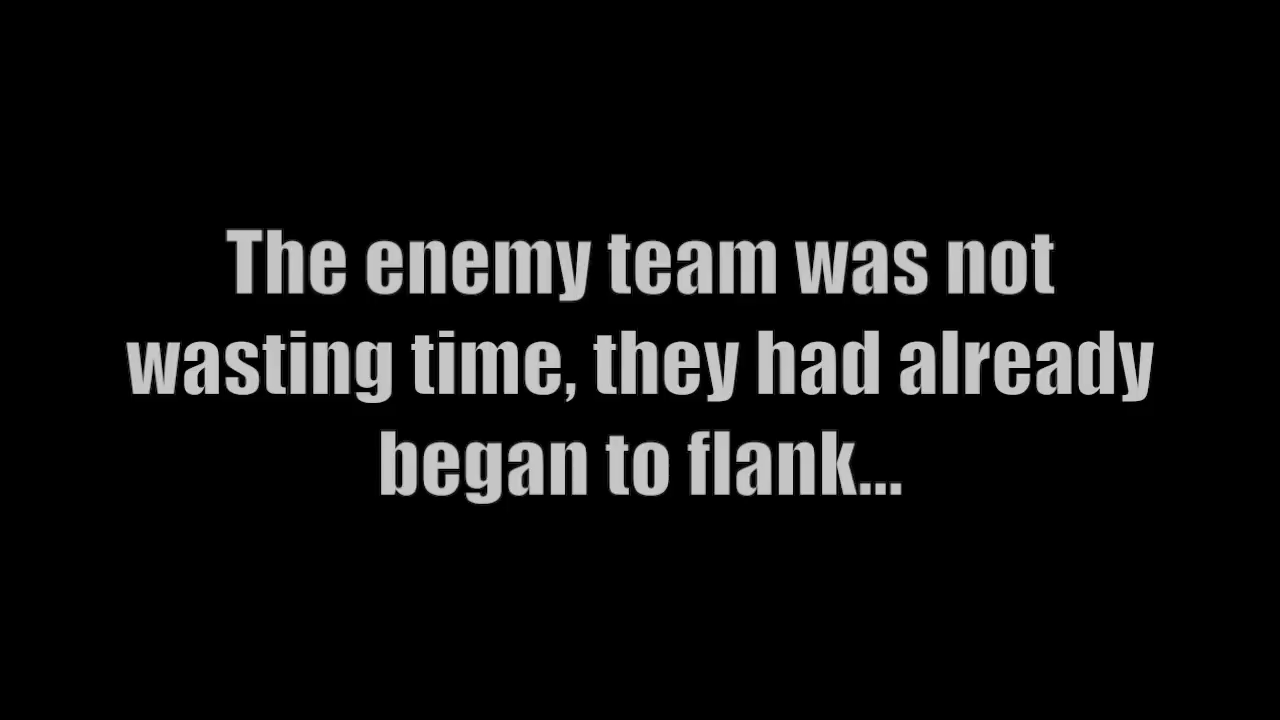 The enemy team was not
wasting time, they had already
began to flank...